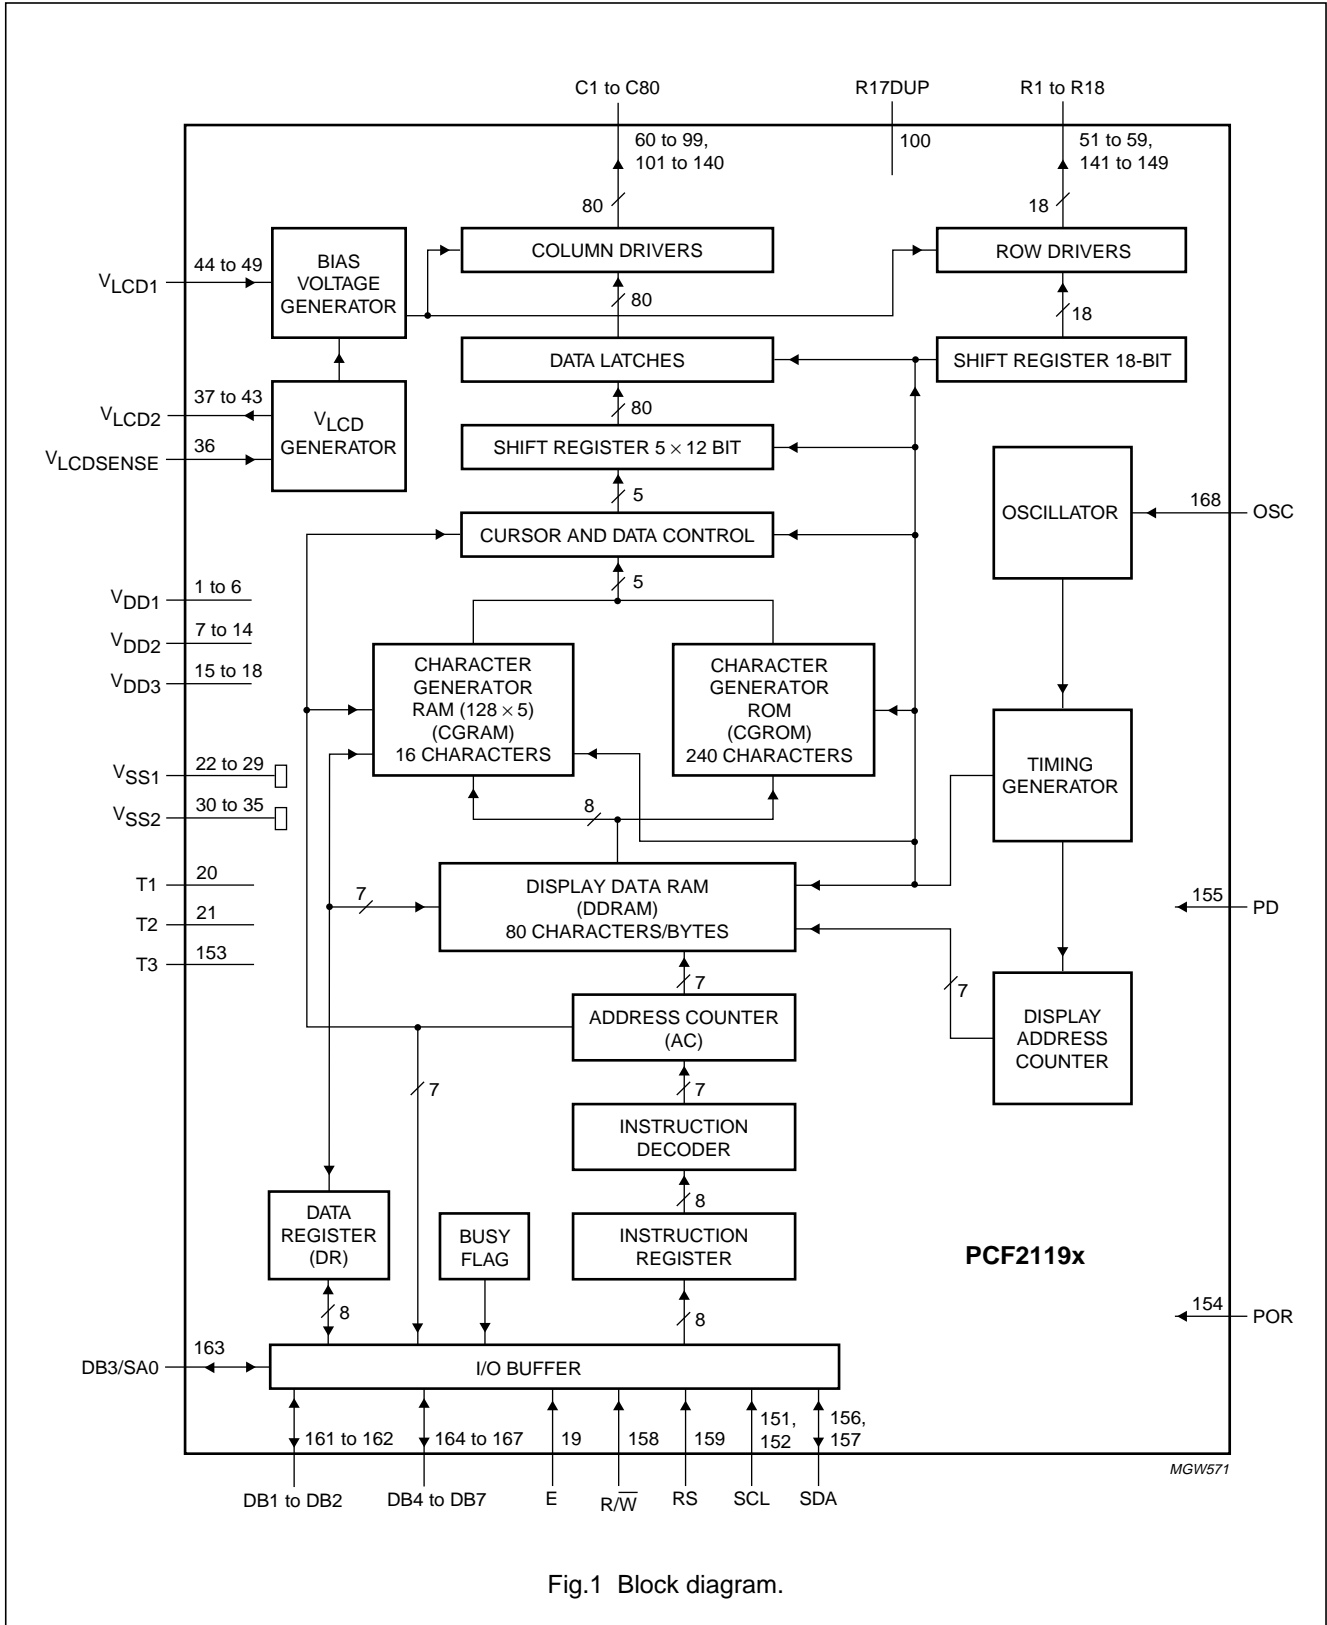 C1 to C80
R17DUP
R1 to R18
60 to 99,
101 to 140
100
51 to 59,
141 to 149
80
18
VLCD1
44 to 49
BIAS
VOLTAGE
GENERATOR
COLUMN DRIVERS
ROW DRIVERS
80
18
DATA LATCHES
SHIFT REGISTER 18-BIT
VLCD2
37 to 43
VLCD
GENERATOR
80
VLCDSENSE
36
SHIFT REGISTER 5 × 12 BIT
5
OSCILLATOR
168
OSC
CURSOR AND DATA CONTROL
5
VDD1
1 to 6
VDD2
7 to 14
VDD3
15 to 18
CHARACTER
GENERATOR
RAM (128 × 5)
(CGRAM)
16 CHARACTERS
CHARACTER
GENERATOR
ROM
(CGROM)
240 CHARACTERS
TIMING
GENERATOR
VSS1
22 to 29
VSS2
30 to 35
8
T1
20
T2
21
T3
153
7
DISPLAY DATA RAM
(DDRAM)
80 CHARACTERS/BYTES
155
PD
7
7
ADDRESS COUNTER
(AC)
DISPLAY
ADDRESS
COUNTER
7
7
INSTRUCTION
DECODER
8
DATA
REGISTER
(DR)
BUSY
FLAG
INSTRUCTION
REGISTER
PCF2119x
8
8
154
POR
DB3/SA0
163
I/O BUFFER
161 to 162
164 to 167
19
158
159
151,
152
156,
157
DB1 to DB2
DB4 to DB7
E
R/W̅
RS
SCL
SDA
MGW571
Fig.1 Block diagram.